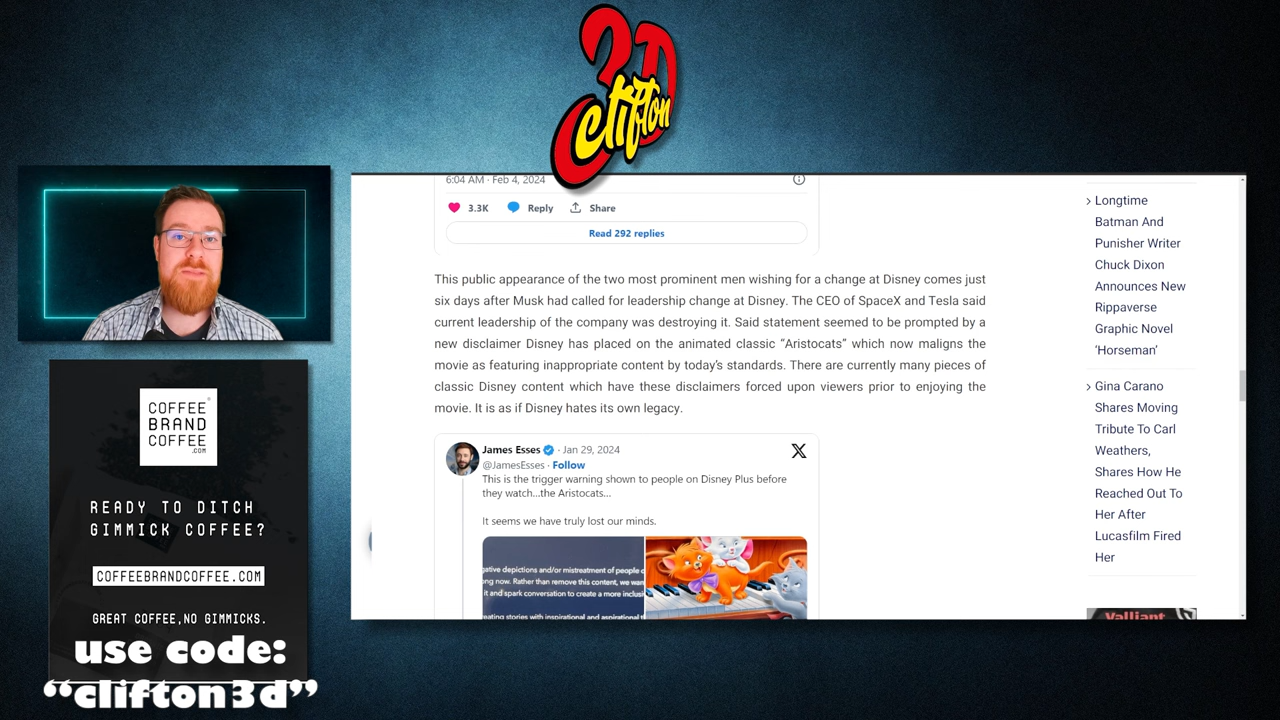 3D
Clifton
6:04 AM · Feb 4, 2024
3.3K Reply Share
Read 292 replies
This public appearance of the two most prominent men wishing for a change at Disney comes just
six days after Musk had called for leadership change at Disney. The CEO of SpaceX and Tesla said
current leadership of the company was destroying it. Said statement seemed to be prompted by a
new disclaimer Disney has placed on the animated classic “Aristocats” which now maligns the
movie as featuring inappropriate content by today’s standards. There are currently many pieces of
classic Disney content which have these disclaimers forced upon viewers prior to enjoying the
movie. It is as if Disney hates its own legacy.
James Esses · Jan 29, 2024
@JamesEsses · Follow
This is the trigger warning shown to people on Disney Plus before
they watch...the Aristocats...
It seems we have truly lost our minds.
gative depictions and/or mistreatment of people
ong now. Rather than remove this content, we
it and spark conversation to create a more
eating stories with inspirational and aspirational
Longtime
Batman And
Punisher Writer
Chuck Dixon
Announces New
Rippaverse
Graphic Novel
‘Horseman’
Gina Carano
Shares Moving
Tribute To Carl
Weathers,
Shares How He
Reached Out To
Her After
Lucasfilm Fired
Her
Valliant
COFFEE
BRAND
COFFEE
.COM
READY TO DITCH
GIMMICK COFFEE?
COFFEEBRANDCOFFEE.COM
GREAT COFFEE, NO GIMMICKS.
use code:
“clifton3d”